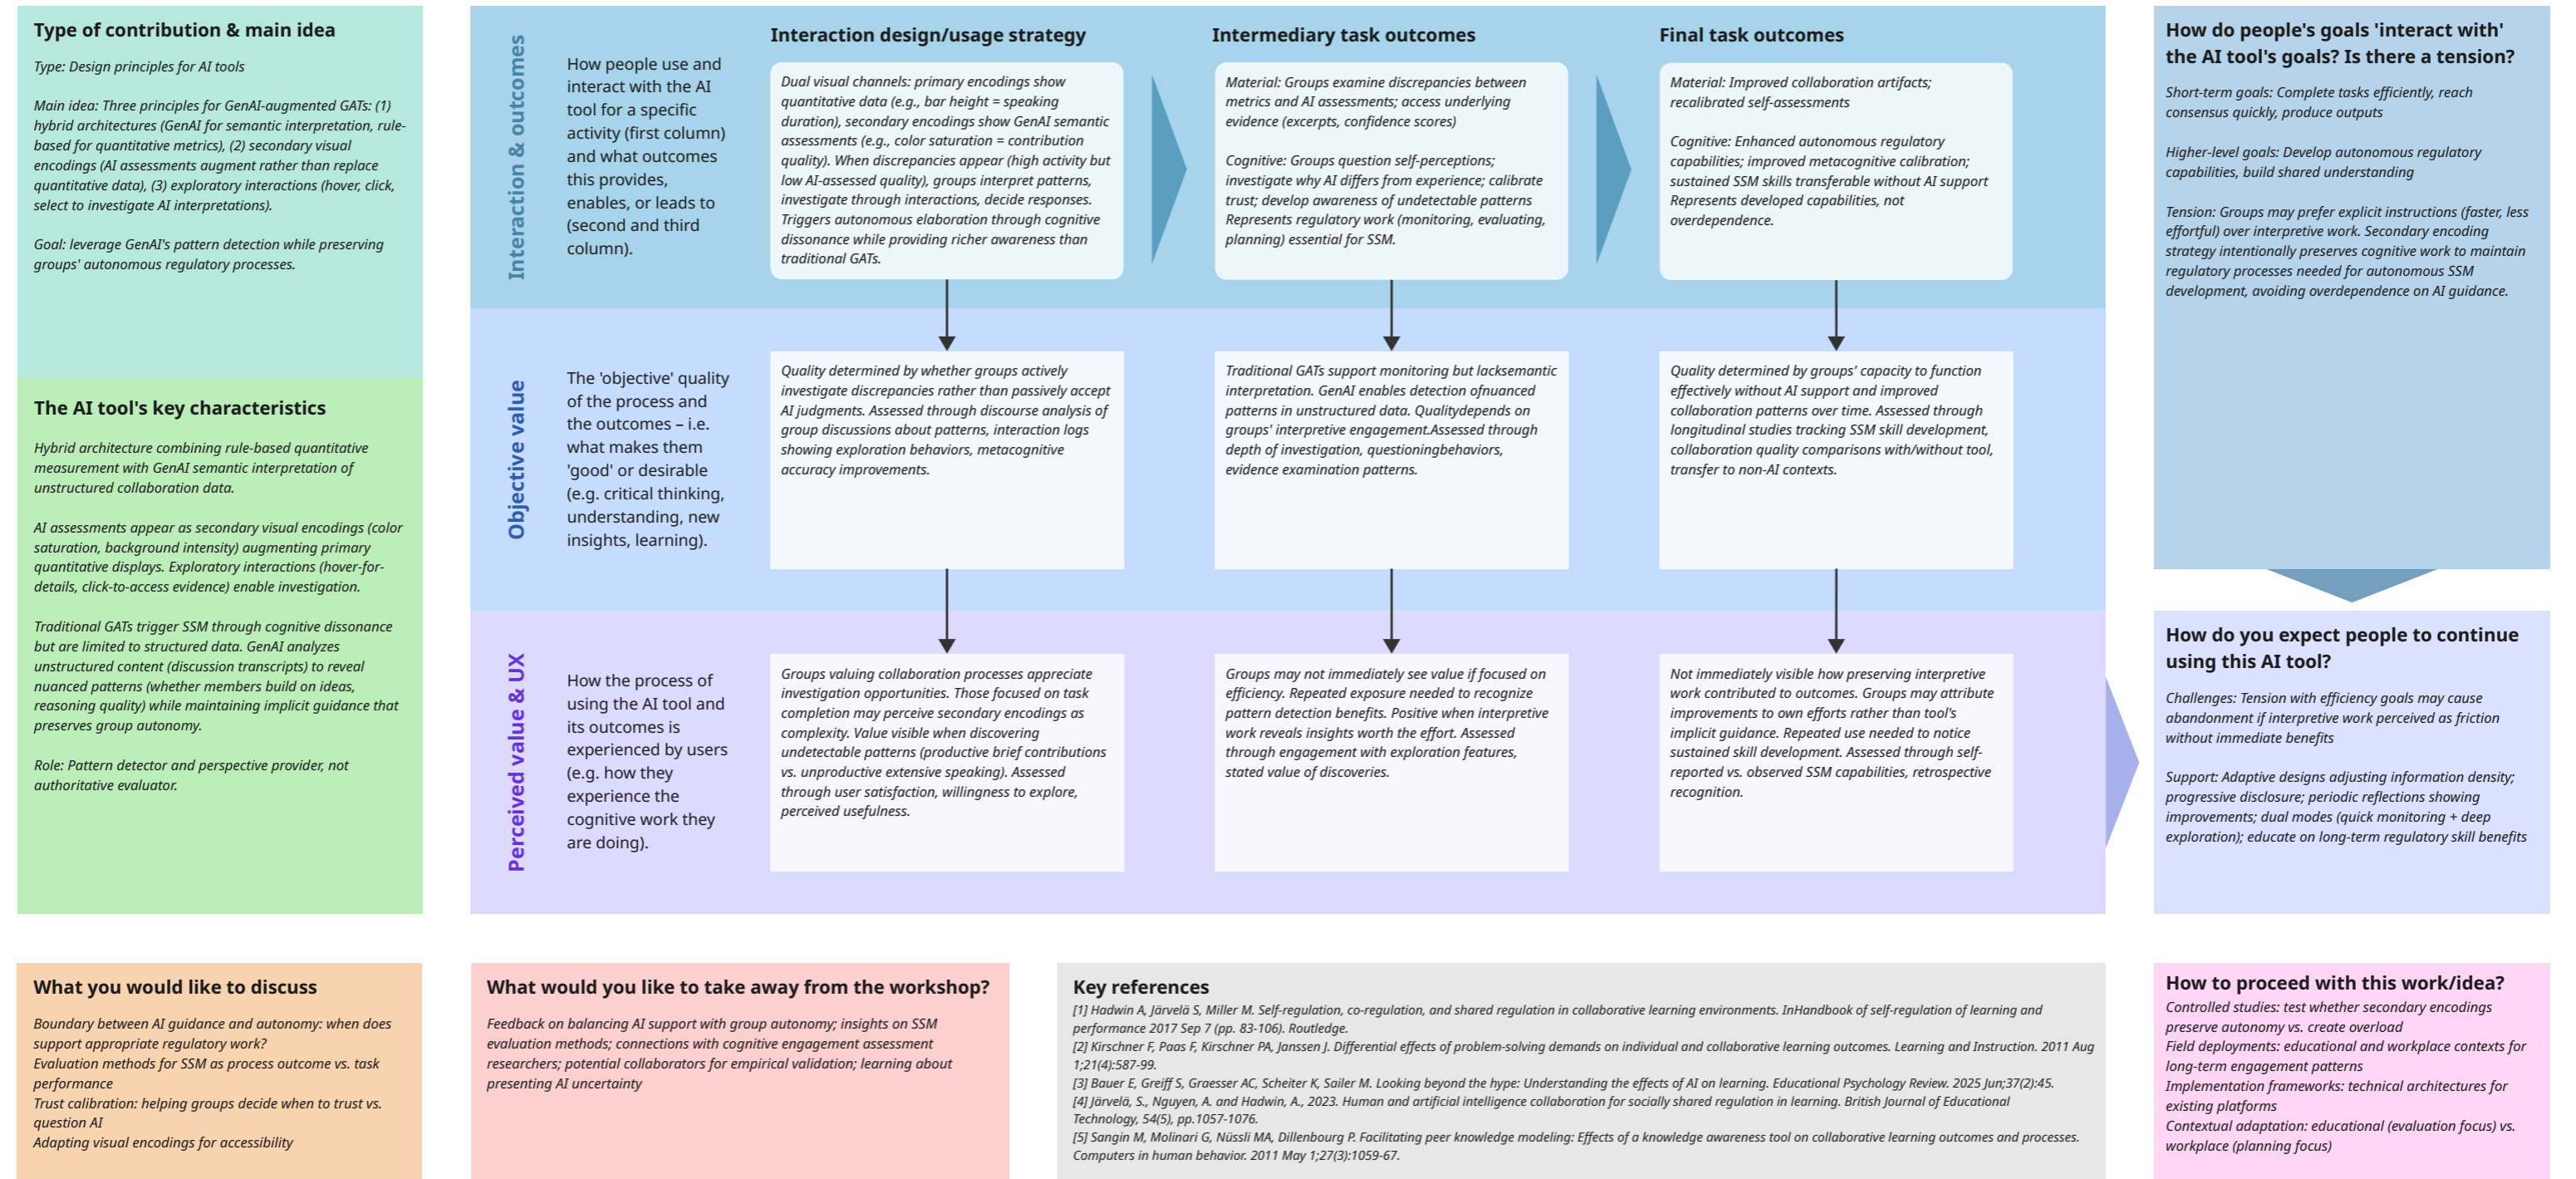 Type of contribution & main idea
Type: Design principles for AI tools
Main idea: Three principles for GenAI-augmented GATs: (1)
hybrid architectures (GenAI for semantic interpretation, rule-
based for quantitative metrics), (2) secondary visual
encodings (AI assessments augment rather than replace
quantitative data), (3) exploratory interactions (hover, click,
select to investigate AI interpretations).
Goal: leverage GenAI's pattern detection while preserving
groups' autonomous regulatory processes.
The AI tool's key characteristics
Hybrid architecture combining rule-based quantitative
measurement with GenAI semantic interpretation of
unstructured collaboration data.
AI assessments appear as secondary visual encodings (color
saturation, background intensity) augmenting primary
quantitative displays. Exploratory interactions (hover-for-
details, click-to-access evidence) enable investigation.
Traditional GATs trigger SSM through cognitive dissonance
but are limited to structured data. GenAI analyzes
unstructured content (discussion transcripts) to reveal
nuanced patterns (whether members build on ideas,
reasoning quality) while maintaining implicit guidance that
preserves group autonomy.
Role: Pattern detector and perspective provider, not
authoritative evaluator.
Interaction & outcomes
How people use and
interact with the AI
tool for a specific
activity (first column)
and what outcomes
this provides,
enables, or leads to
(second and third
column).
Interaction design/usage strategy
Dual visual channels: primary encodings show
quantitative data (e.g., bar height = speaking
duration), secondary encodings show GenAI semantic
assessments (e.g., color saturation = contribution
quality). When discrepancies appear (high activity but
low AI-assessed quality), groups interpret patterns,
investigate through interactions, decide responses.
Triggers autonomous elaboration through cognitive
dissonance while providing richer awareness than
traditional GATs.
Intermediary task outcomes
Material: Groups examine discrepancies between
metrics and AI assessments; access underlying
evidence (excerpts, confidence scores)
Cognitive: Groups question self-perceptions;
investigate why AI differs from experience; calibrate
trust; develop awareness of undetectable patterns
Represents regulatory work (monitoring, evaluating,
planning) essential for SSM.
Final task outcomes
Material: Improved collaboration artifacts;
recalibrated self-assessments
Cognitive: Enhanced autonomous regulatory
capabilities; improved metacognitive calibration;
sustained SSM skills transferable without AI support
Represents developed capabilities, not
overdependence.
Objective value
The 'objective' quality
of the process and
the outcomes – i.e.
what makes them
'good' or desirable
(e.g. critical thinking,
understanding, new
insights, learning).
Quality determined by whether groups actively
investigate discrepancies rather than passively accept
AI judgments. Assessed through discourse analysis of
group discussions about patterns, interaction logs
showing exploration behaviors, metacognitive
accuracy improvements.
Traditional GATs support monitoring but lacksemantic
interpretation. GenAI enables detection ofnuanced
patterns in unstructured data. Qualitydepends on
groups' interpretive engagement.Assessed through
depth of investigation, questioningbehaviors,
evidence examination patterns.
Quality determined by groups' capacity to function
effectively without AI support and improved
collaboration patterns over time. Assessed through
longitudinal studies tracking SSM skill development,
collaboration quality comparisons with/without tool,
transfer to non-AI contexts.
Perceived value & UX
How the process of
using the AI tool and
its outcomes is
experienced by users
(e.g. how they
experience the
cognitive work they
are doing).
Groups valuing collaboration processes appreciate
investigation opportunities. Those focused on task
completion may perceive secondary encodings as
complexity. Value visible when discovering
undetectable patterns (productive brief contributions
vs. unproductive extensive speaking). Assessed
through user satisfaction, willingness to explore,
perceived usefulness.
Groups may not immediately see value if focused on
efficiency. Repeated exposure needed to recognize
pattern detection benefits. Positive when interpretive
work reveals insights worth the effort. Assessed
through engagement with exploration features,
stated value of discoveries.
Not immediately visible how preserving interpretive
work contributed to outcomes. Groups may attribute
improvements to own efforts rather than tool's
implicit guidance. Repeated use needed to notice
sustained skill development. Assessed through self-
reported vs. observed SSM capabilities, retrospective
recognition.
How do people's goals 'interact with'
the AI tool's goals? Is there a tension?
Short-term goals: Complete tasks efficiently, reach
consensus quickly, produce outputs
Higher-level goals: Develop autonomous regulatory
capabilities, build shared understanding
Tension: Groups may prefer explicit instructions (faster, less
effortful) over interpretive work. Secondary encoding
strategy intentionally preserves cognitive work to maintain
regulatory processes needed for autonomous SSM
development, avoiding overdependence on AI guidance.
How do you expect people to continue
using this AI tool?
Challenges: Tension with efficiency goals may cause
abandonment if interpretive work perceived as friction
without immediate benefits
Support: Adaptive designs adjusting information density;
progressive disclosure; periodic reflections showing
improvements; dual modes (quick monitoring + deep
exploration); educate on long-term regulatory skill benefits
What you would like to discuss
Boundary between AI guidance and autonomy: when does
support appropriate regulatory work?
Evaluation methods for SSM as process outcome vs. task
performance
Trust calibration: helping groups decide when to trust vs.
question AI
Adapting visual encodings for accessibility
What would you like to take away from the workshop?
Feedback on balancing AI support with group autonomy; insights on SSM
evaluation methods; connections with cognitive engagement assessment
researchers; potential collaborators for empirical validation; learning about
presenting AI uncertainty
Key references
[1] Hadwin A, Järvelä S, Miller M. Self-regulation, co-regulation, and shared regulation in collaborative learning environments. InHandbook of self-regulation of learning and
performance 2017 Sep 7 (pp. 83-106). Routledge.
[2] Kirschner F, Paas F, Kirschner PA, Janssen J. Differential effects of problem-solving demands on individual and collaborative learning outcomes. Learning and Instruction. 2011 Aug
1;21(4):587-99.
[3] Bauer E, Greiff S, Graesser AC, Scheiter K, Sailer M. Looking beyond the hype: Understanding the effects of AI on learning. Educational Psychology Review. 2025 Jun;37(2):45.
[4] Järvelä, S., Nguyen, A. and Hadwin, A., 2023. Human and artificial intelligence collaboration for socially shared regulation in learning. British Journal of Educational
Technology, 54(5), pp.1057-1076.
[5] Sangin M, Molinari G, Nüssli MA, Dillenbourg P. Facilitating peer knowledge modeling: Effects of a knowledge awareness tool on collaborative learning outcomes and processes.
Computers in human behavior. 2011 May 1;27(3):1059-67.
How to proceed with this work/idea?
Controlled studies: test whether secondary encodings
preserve autonomy vs. create overload
Field deployments: educational and workplace contexts for
long-term engagement patterns
Implementation frameworks: technical architectures for
existing platforms
Contextual adaptation: educational (evaluation focus) vs.
workplace (planning focus)